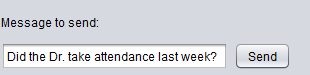 Message to send:
Did the Dr. take attendance last week? Send